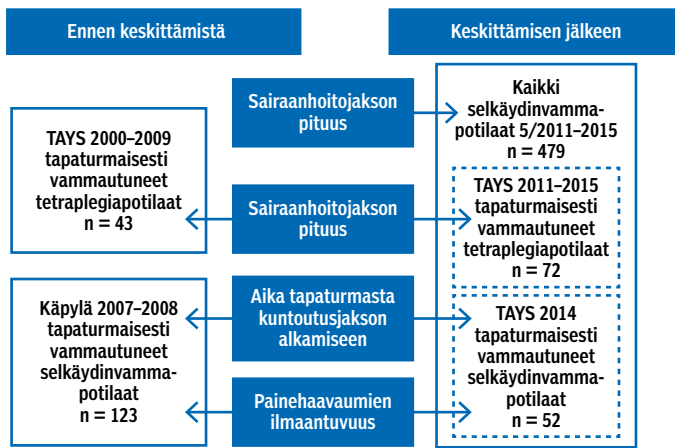 Ennen keskittämistä
Keskittämisen jälkeen
Sairaanhoitojakson
pituus
Kaikki
selkäydinvamma-
potilaat 5/2011–2015
n = 479
TAYS 2000–2009
tapaturmaisesti
vammautuneet
tetraplegiapotilaat
n = 43
Sairaanhoitojakson
pituus
TAYS 2011–2015
tapaturmaisesti
vammautuneet
tetraplegiapotilaat
n = 72
Käpylä 2007–2008
tapaturmaisesti
vammautuneet
selkäydinvamma-
potilaat
n = 123
Aika tapaturmasta
kuntoutusjakson
alkamiseen
Painehaavaumien
ilmaantuvuus
TAYS 2014
tapaturmaisesti
vammautuneet
selkäydinvamma-
potilaat
n = 52